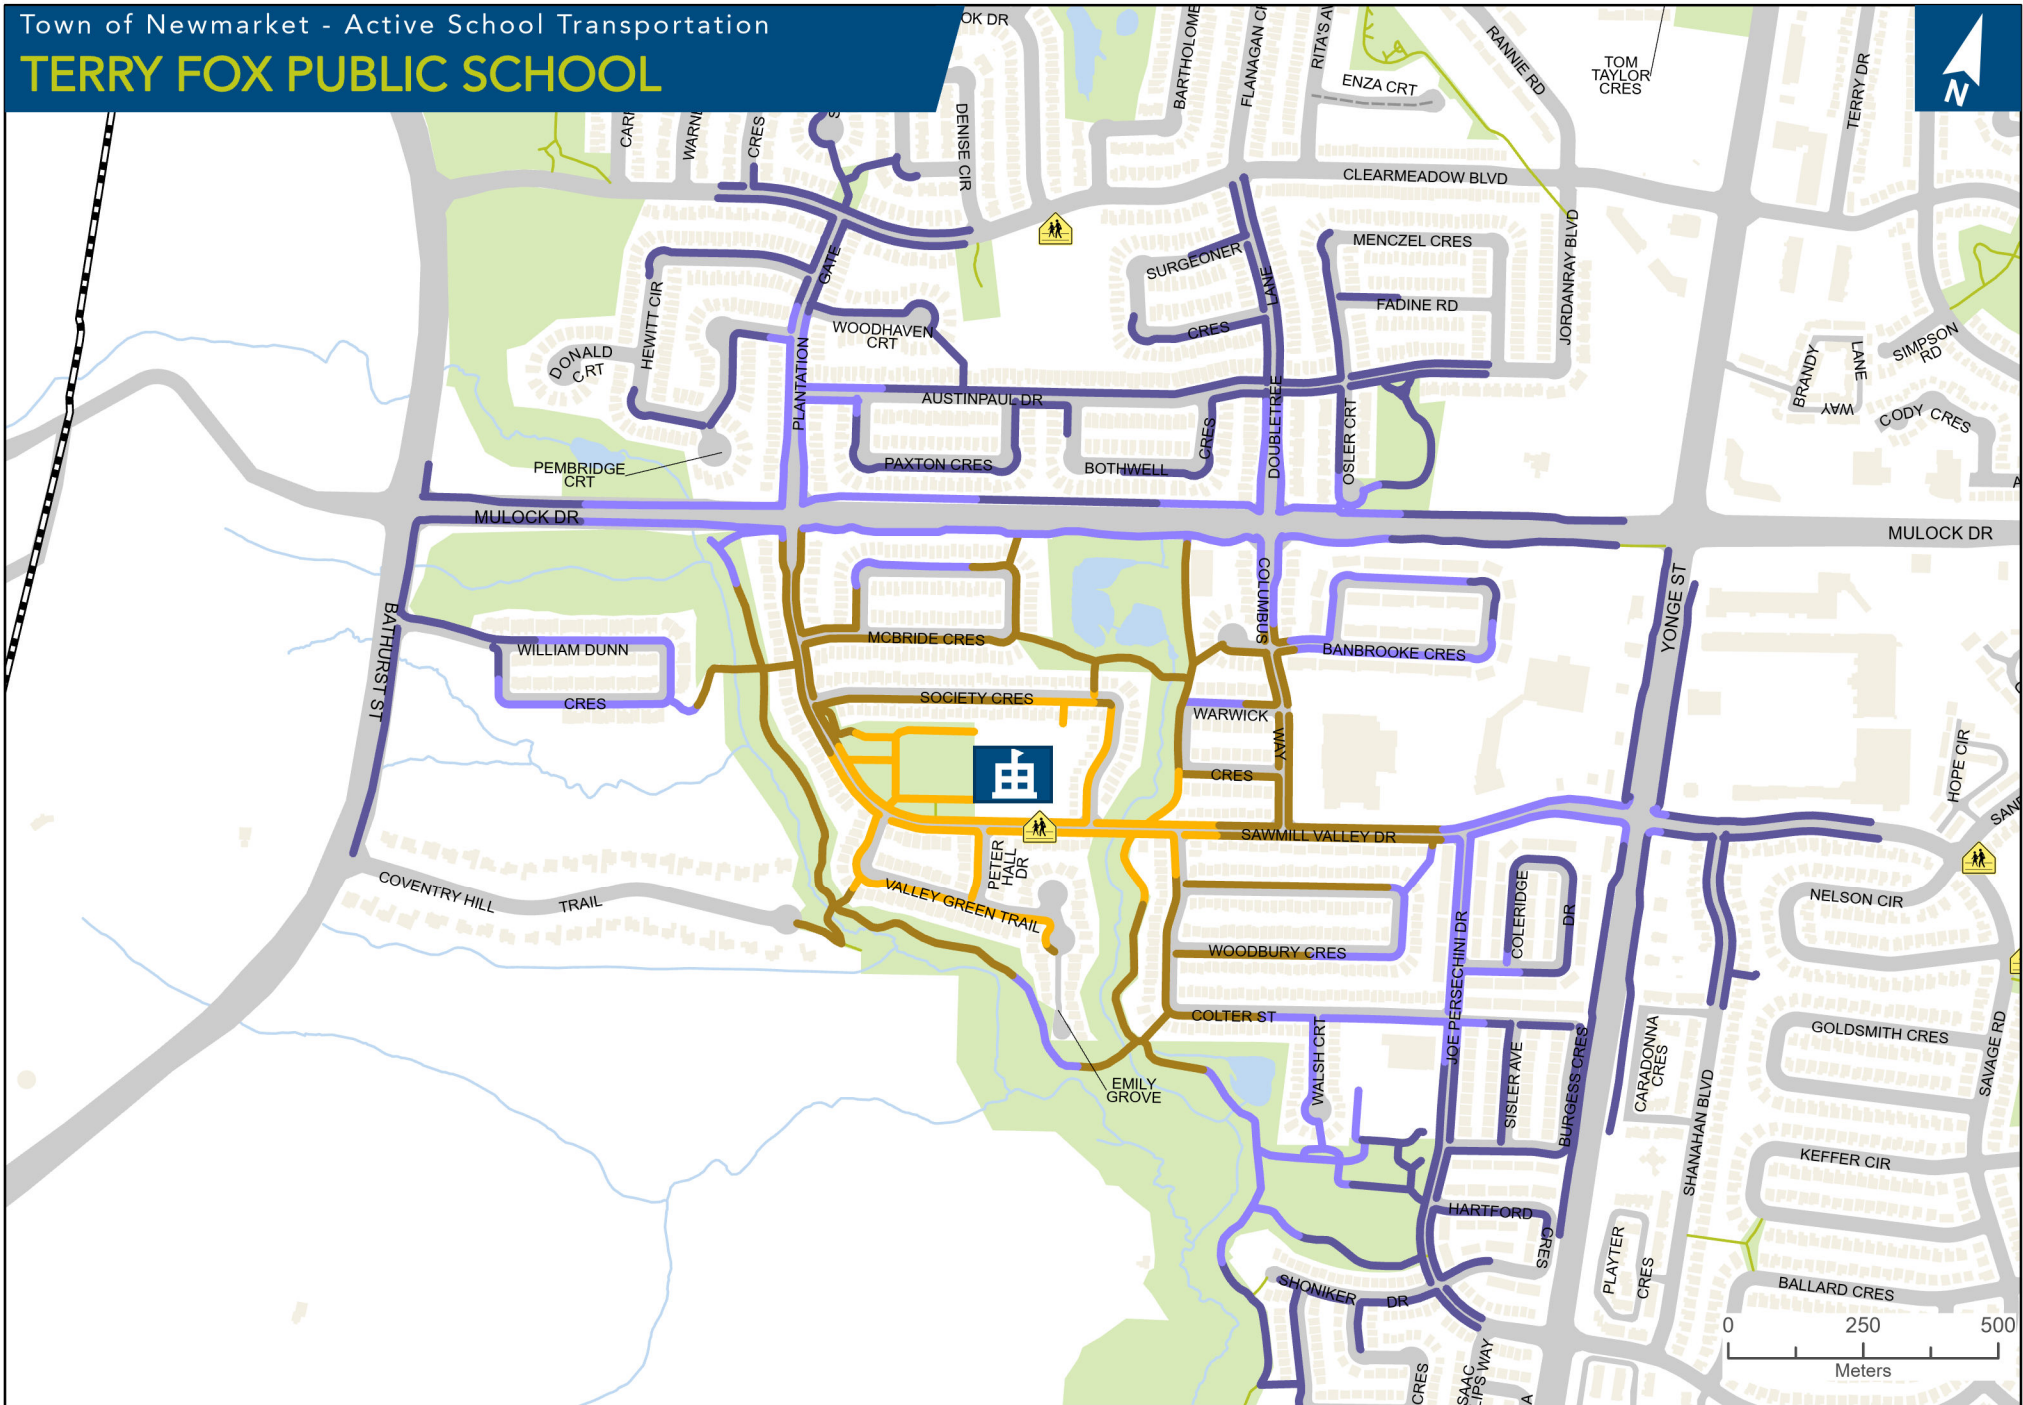 Town of Newmarket - Active School Transportation
TERRY FOX PUBLIC SCHOOL
N
OK DR
DENISE CIR
CRES
FLANAGAN
ENZA CRT
RANNIE RD
TOM
TAYLOR
CRES
TERRY DR
CLEARMEADOW BLVD
JORDANRAY BLVD
MENCZEL CRES
FADINE RD
SURGEONER
CRES
LANE
DOUBLETREE
GATE
PLANTATION
WOODHAVEN
CRT
HEWITT CIR
DONALD
CRT
PEMBRIDGE
CRT
AUSTINPAUL DR
PAXTON CRES
BOTHWELL
CRES
OSLER CRT
BRANDY
LANE
WAY
SIMPSON
RD
CODY CRES
MULOCK DR
MULOCK DR
BATHURST ST
WILLIAM DUNN
CRES
MCBRIDE CRES
SOCIETY CRES
COLUMBUS
WAY
BANBROOKE CRES
WARWICK
CRES
YONGE ST
HOPE CIR
SAWMILL VALLEY DR
PETER
HALL
DR
VALLEY GREEN TRAIL
COVENTRY HILL
TRAIL
WOODBURY CRES
COLTER ST
JOE PERSECHINI DR
COLERIDGE
DR
NELSON CIR
GOLDSMITH CRES
SAVAGE RD
EMILY
GROVE
WALSH CRT
SISLER AVE
BURGESS CRES
CARADONNA
CRES
SHANAHAN BLVD
KEFFER CIR
HARTFORD
CRES
PLAYTER
CRES
BALLARD CRES
SHONIKER
DR
CRES
WAY
0 250 500
Meters